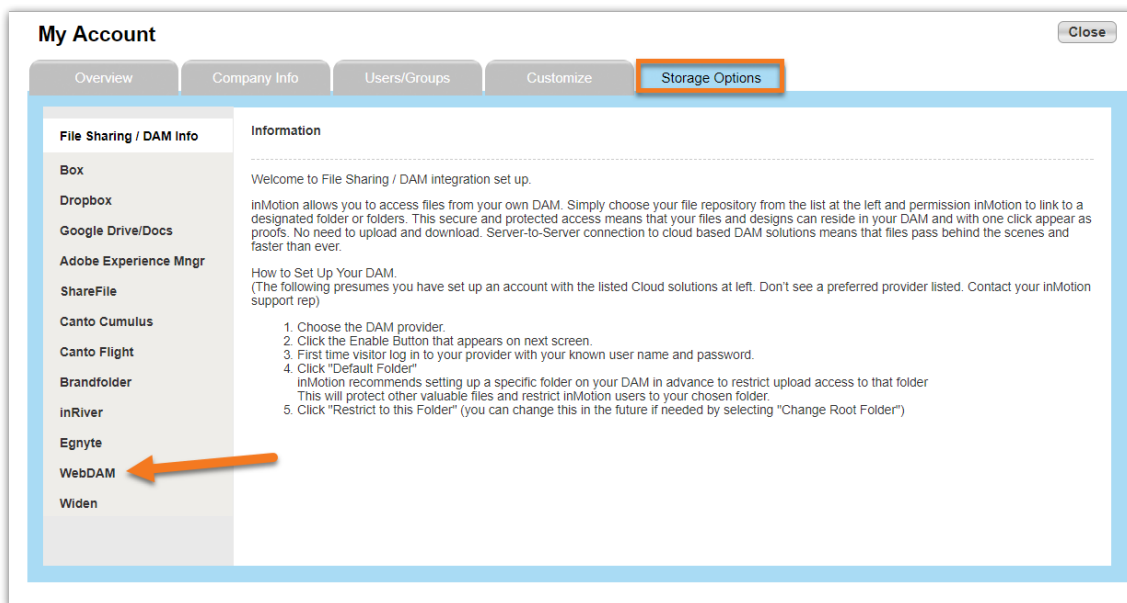 My Account
Close
Overview
Company Info
Users/Groups
Customize
Storage Options
File Sharing / DAM Info
Box
Dropbox
Google Drive/Docs
Adobe Experience Mngr
ShareFile
Canto Cumulus
Canto Flight
Brandfolder
inRiver
Egnyte
WebDAM
Widen
Information
Welcome to File Sharing / DAM integration set up.
inMotion allows you to access files from your own DAM. Simply choose your file repository from the list at the left and permission inMotion to link to a
designated folder or folders. This secure and protected access means that your files and designs can reside in your DAM and with one click appear as
proofs. No need to upload and download. Server-to-Server connection to cloud based DAM solutions means that files pass behind the scenes and
faster than ever.
How to Set Up Your DAM.
(The following presumes you have set up an account with the listed Cloud solutions at left. Don't see a preferred provider listed. Contact your inMotion
support rep)
1. Choose the DAM provider.
2. Click the Enable Button that appears on next screen.
3. First time visitor log in to your provider with your known user name and password.
4. Click "Default Folder"
inMotion recommends setting up a specific folder on your DAM in advance to restrict upload access to that folder
This will protect other valuable files and restrict inMotion users to your chosen folder.
5. Click "Restrict to this Folder" (you can change this in the future if needed by selecting "Change Root Folder")